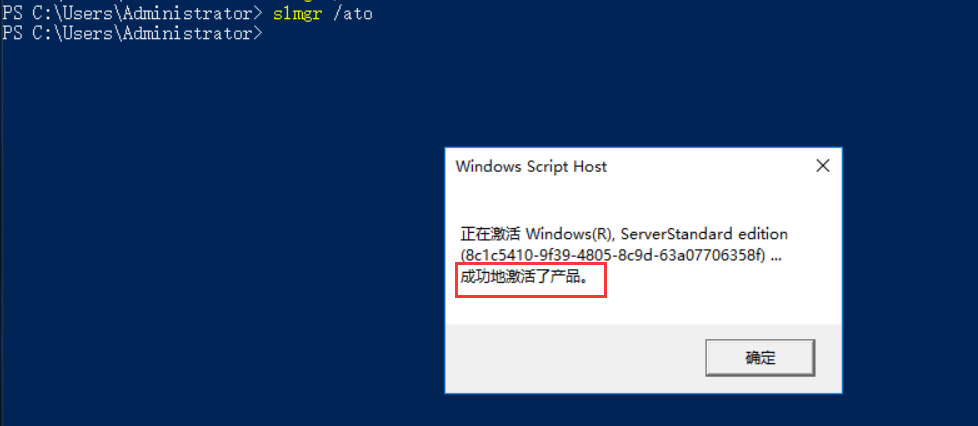 PS C:\Users\Administrator> slmgr /ato
PS C:\Users\Administrator>
Windows Script Host
正在激活 Windows(R), ServerStandard edition
(8c1c5410-9f39-4805-8c9d-63a07706358f) ...
成功地激活了产品。
确定